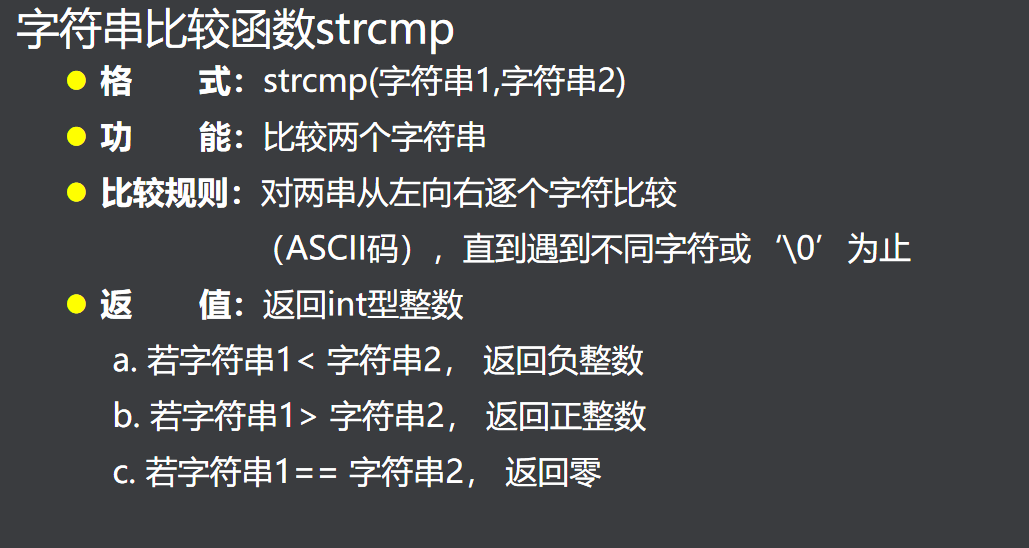 字符串比较函数strcmp
格 式：strcmp(字符串1,字符串2)
功 能：比较两个字符串
比较规则：对两串从左向右逐个字符比较
（ASCII码），直到遇到不同字符或‘\0’为止
返 值：返回int型整数
a. 若字符串1< 字符串2， 返回负整数
b. 若字符串1> 字符串2， 返回正整数
c. 若字符串1== 字符串2， 返回零